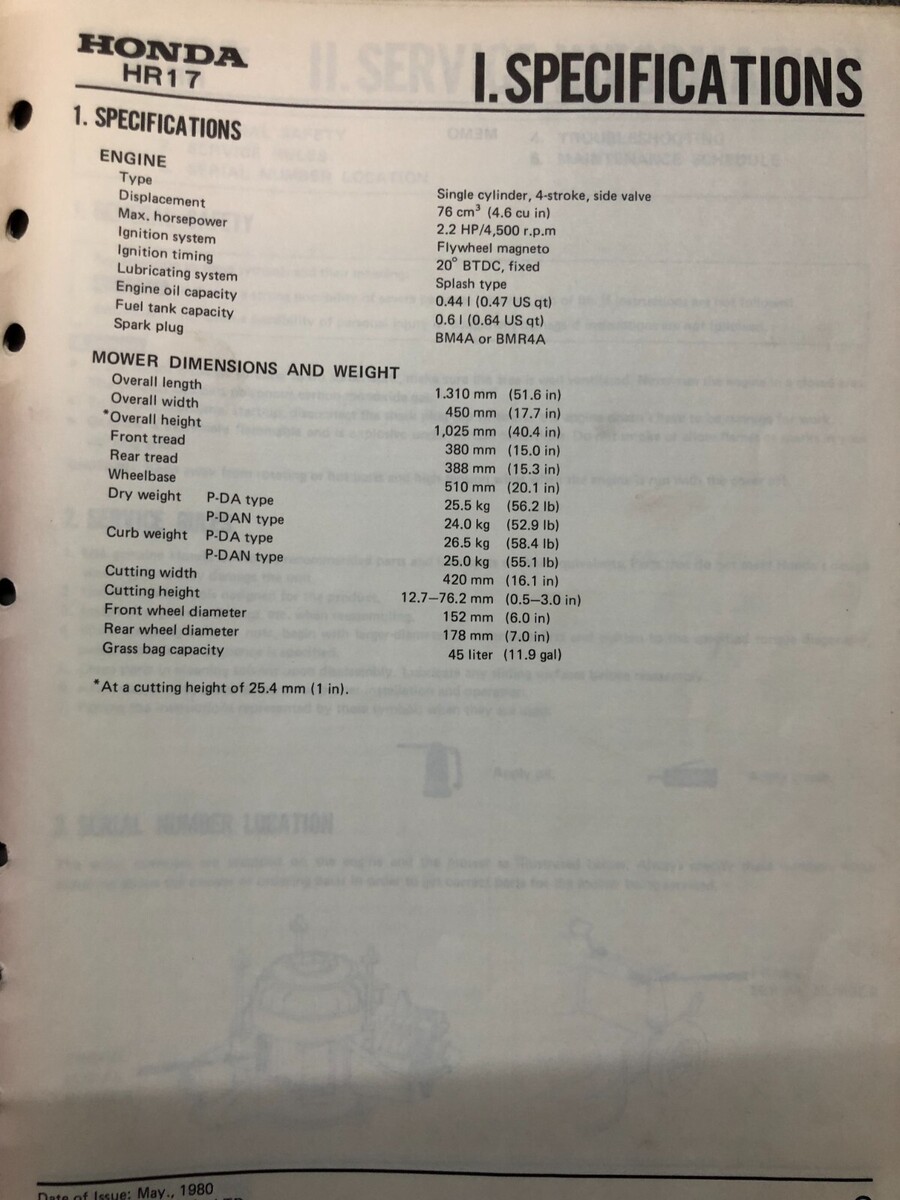 HONDA
HR17
I. SPECIFICATIONS
1. SPECIFICATIONS
ENGINE
Type Single cylinder, 4-stroke, side valve
Displacement 76 cm³ (4.6 cu in)
Max. horsepower 2.2 HP/4,500 r.p.m
Ignition system Flywheel magneto
Ignition timing 20° BTDC, fixed
Lubricating system Splash type
Engine oil capacity 0.44 l (0.47 US qt)
Fuel tank capacity 0.6 l (0.64 US qt)
Spark plug BM4A or BMR4A
MOWER DIMENSIONS AND WEIGHT
Overall length 1.310 mm (51.6 in)
Overall width 450 mm (17.7 in)
*Overall height 1,025 mm (40.4 in)
Front tread 380 mm (15.0 in)
Rear tread 388 mm (15.3 in)
Wheelbase 510 mm (20.1 in)
Dry weight P-DA type 25.5 kg (56.2 lb)
P-DAN type 24.0 kg (52.9 lb)
Curb weight P-DA type 26.5 kg (58.4 lb)
P-DAN type 25.0 kg (55.1 lb)
Cutting width 420 mm (16.1 in)
Cutting height 12.7–76.2 mm (0.5–3.0 in)
Front wheel diameter 152 mm (6.0 in)
Rear wheel diameter 178 mm (7.0 in)
Grass bag capacity 45 liter (11.9 gal)
*At a cutting height of 25.4 mm (1 in).
Date of Issue: May., 1980